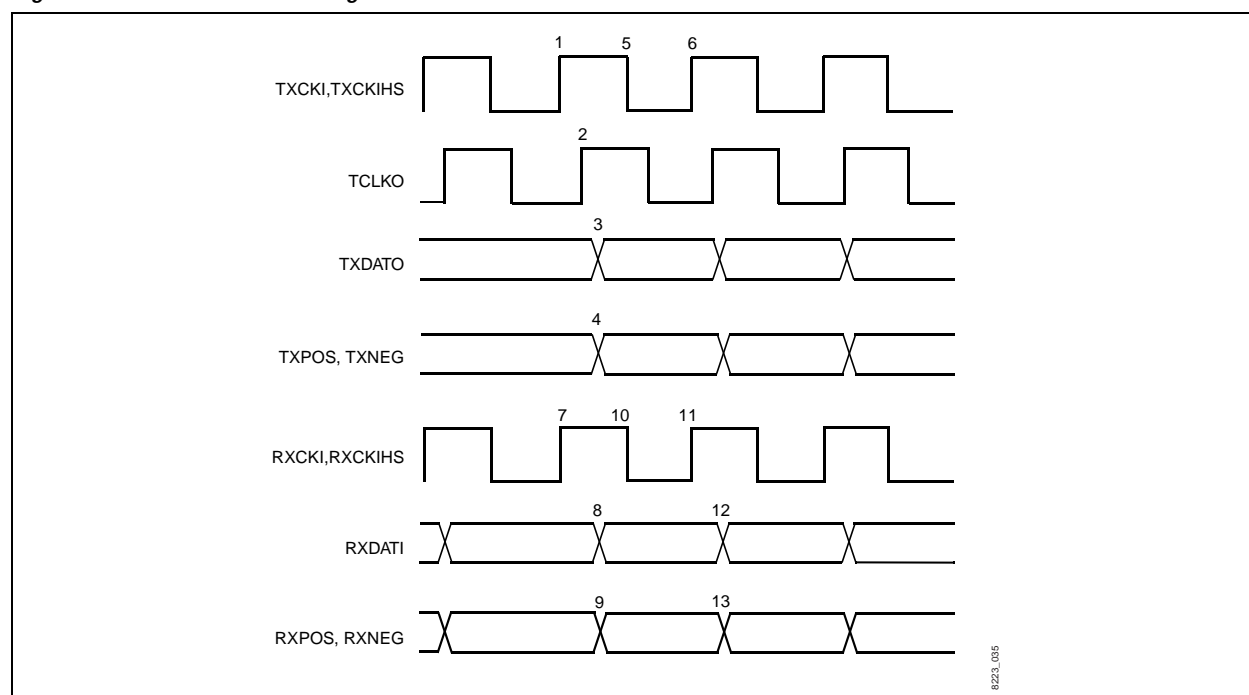 1 5 6
TXCKI,TXCKIHS
2
TCLKO
3
TXDATO
4
TXPOS, TXNEG
7 10 11
RXCKI,RXCKIHS
8 12
RXDATI
9 13
RXPOS, RXNEG
8223_035